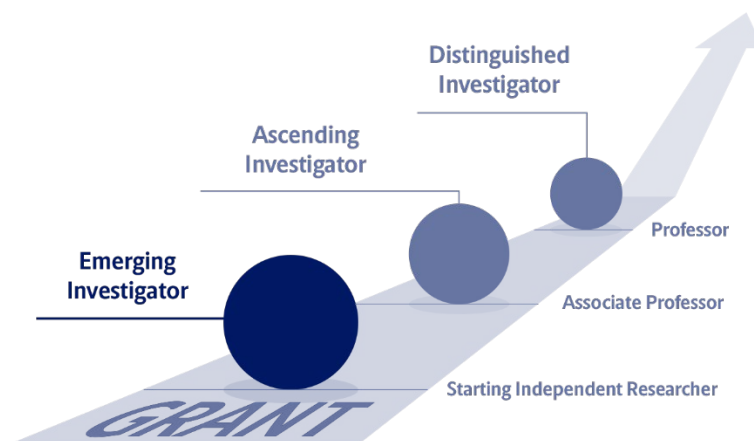 Distinguished
Investigator
Ascending
Investigator
Professor
Emerging
Investigator
Associate Professor
Starting Independent Researcher
GRANT